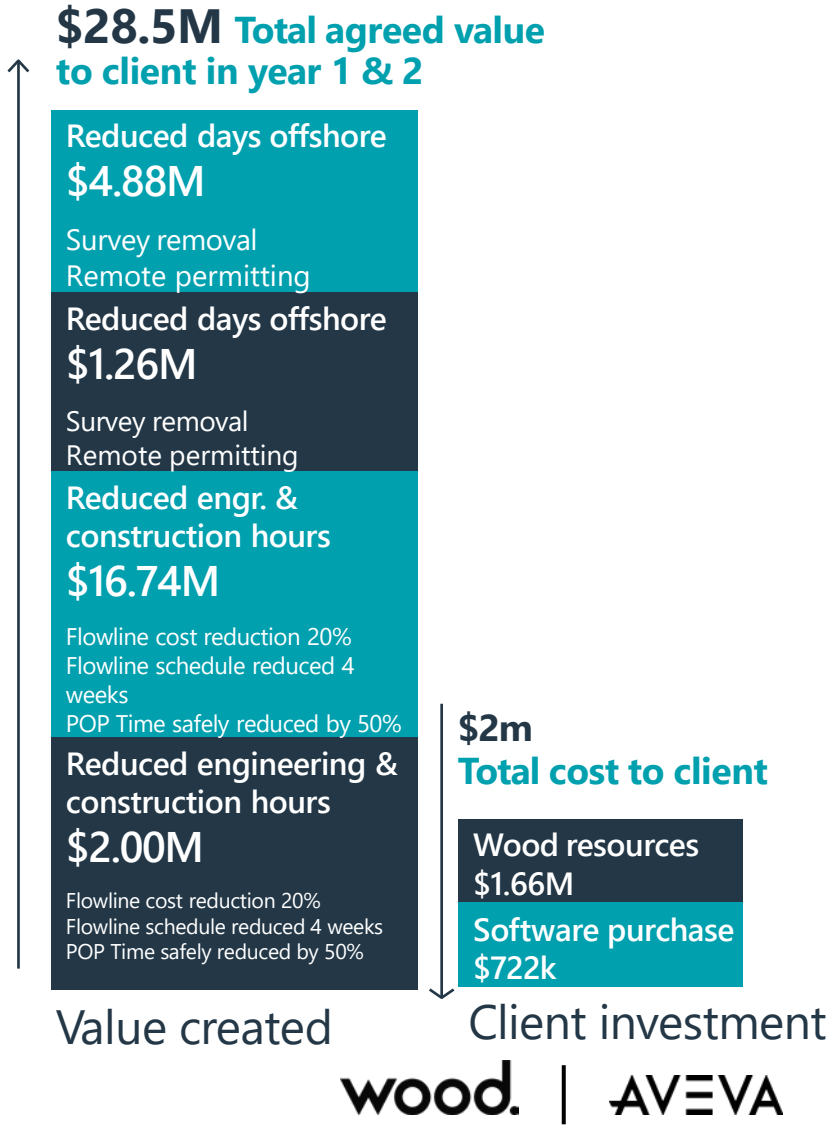 $28.5M Total agreed value
to client in year 1 & 2
Reduced days offshore
$4.88M
Survey removal
Remote permitting
Reduced days offshore
$1.26M
Survey removal
Remote permitting
Reduced engr. &
construction hours
$16.74M
Flowline cost reduction 20%
Flowline schedule reduced 4
weeks
POP Time safely reduced by 50%
Reduced engineering &
construction hours
$2.00M
Flowline cost reduction 20%
Flowline schedule reduced 4 weeks
POP Time safely reduced by 50%
Value created
$2m
Total cost to client
Wood resources
$1.66M
Software purchase
$722k
Client investment
wood. | AVEVA